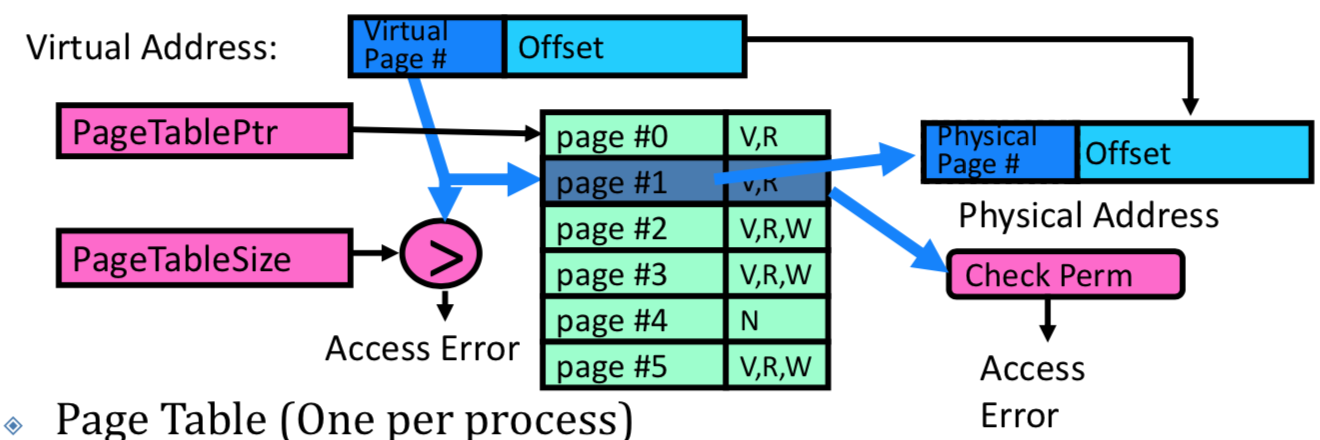 Virtual Address:
Virtual
Page #
Offset
PageTablePtr
page #0 V,R
page #1 V,R
page #2 V,R,W
page #3 V,R,W
page #4 N
page #5 V,R,W
Physical
Page #
Offset
Physical Address
PageTableSize
>
Check Perm
Access Error
Access
Error
Page Table (One per process)